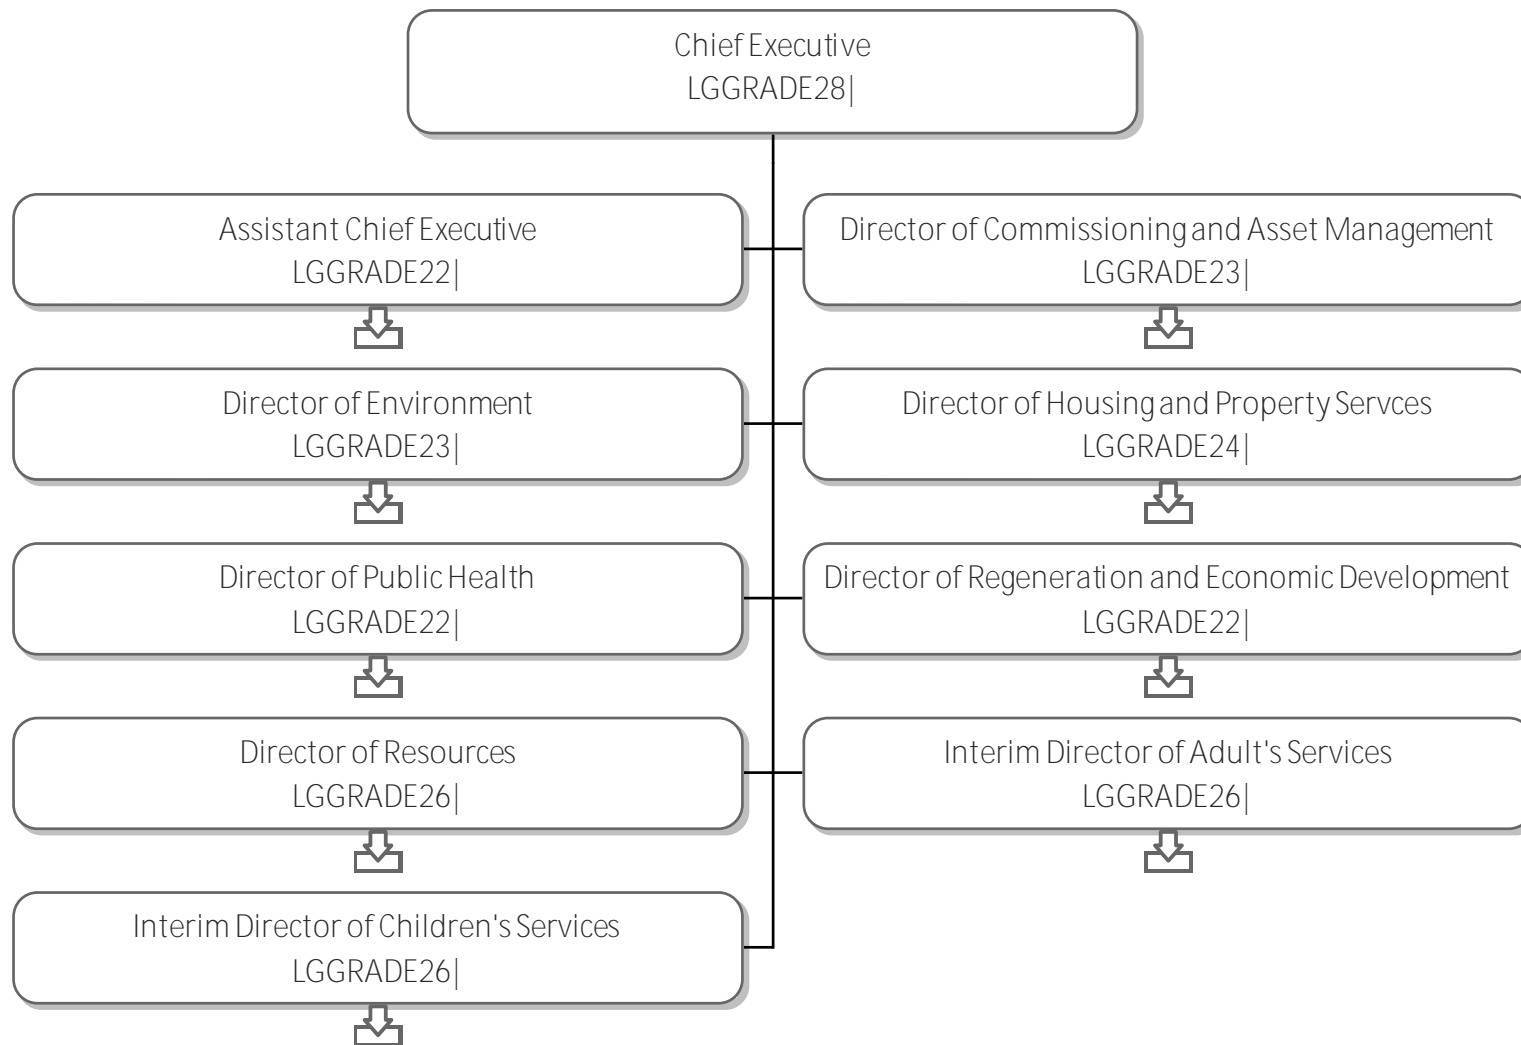 Chief Executive
LGGRADE28|
Assistant Chief Executive
LGGRADE22|
Director of Commissioning and Asset Management
LGGRADE23|
Director of Environment
LGGRADE23|
Director of Housing and Property Servces
LGGRADE24|
Director of Public Health
LGGRADE22|
Director of Regeneration and Economic Development
LGGRADE22|
Director of Resources
LGGRADE26|
Interim Director of Adult's Services
LGGRADE26|
Interim Director of Children's Services
LGGRADE26|